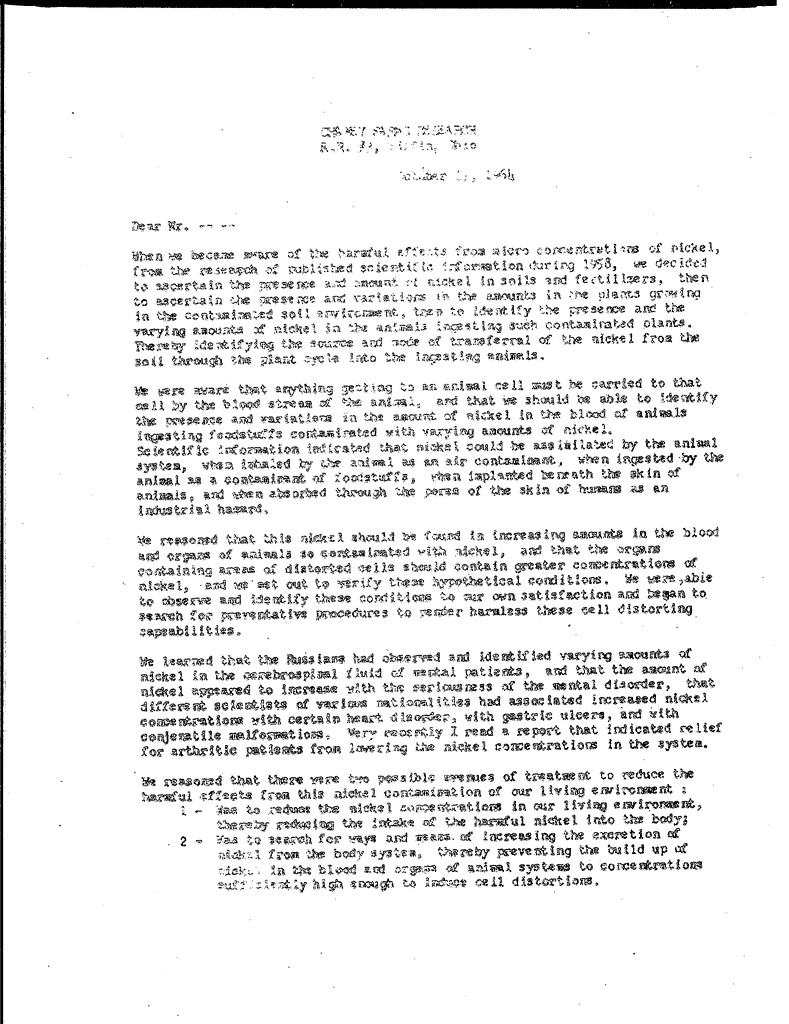 RESEARCH
R.R. Ohio
1964
Dear Mr. -- --
When we became aware of the harmful effects from micro concentrations of nickel,
from the research of published scientific information during 1958, we decided
to ascertain the presence and amount of nickel in soils and fertilizers, then
to ascertain the presence and variations in the amounts in the plants growing
in the contaminated soil environment, then to identify the presence and the
varying amounts of nickel in the animals ingesting such contaminated plants.
Thereby identifying the source and mode of transferral of the nickel from the
soil through the plant cycle into the ingesting animals.
We were aware that anything getting to an animal cell must be carried to that
cell by the blood stream of the animal, and that we should be able to identify
the presence and variations in the amount of nickel in the blood of animals
ingesting foodstuffs contaminated with varying amounts of nickel.
Scientific information indicated that nickel could be assimilated by the animal
system, when inhaled by the animal as an air contaminant, when ingested by the
animal as a contaminant of foodstuffs, when implanted beneath the skin of
animals, and when absorbed through the pores of the skin of humans as an
industrial hazard.
We reasoned that this nickel should be found in increasing amounts in the blood
and organs of animals so contaminated with nickel, and that the organs
containing areas of distorted cells should contain greater concentrations of
nickel, and we set out to verify these hypothetical conditions. We were able
to observe and identify these conditions to our own satisfaction and began to
search for preventative procedures to render harmless these cell distorting
capabilities.
We learned that the Russians had observed and identified varying amounts of
nickel in the cerebrospinal fluid of mental patients, and that the amount of
nickel appeared to increase with the seriousness of the mental disorder, that
different scientists of various nationalities had associated increased nickel
concentrations with certain heart disorder, with gastric ulcers, and with
malformations. Very recently I read a report that indicated relief
for arthritic patients from lowering the nickel concentrations in the system.
We reasoned that there were two possible avenues of treatment to reduce the
harmful effects from this nickel contamination of our living environment :
1 - Was to reduce the nickel concentrations in our living environment,
thereby reducing the intake of the harmful nickel into the body;
2 - Was to search for ways and means of increasing the excretion of
nickel from the body system, thereby preventing the build up of
nickel in the blood and organs of animal systems to concentrations
sufficiently high enough to induce cell distortions.